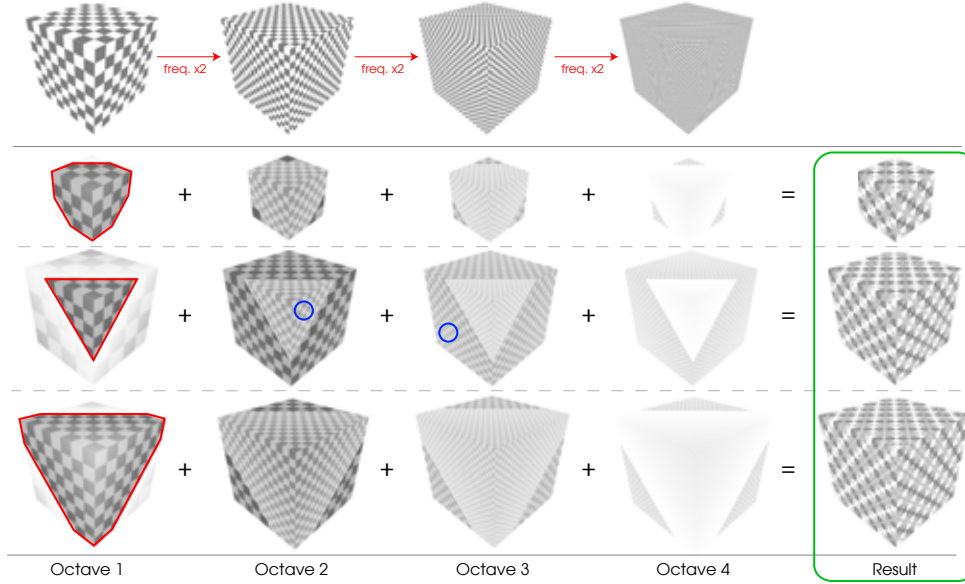 freq. x2 freq. x2 freq. x2
+ + + =
+ + + =
+ + + =
Octave 1 Octave 2 Octave 3 Octave 4 Result